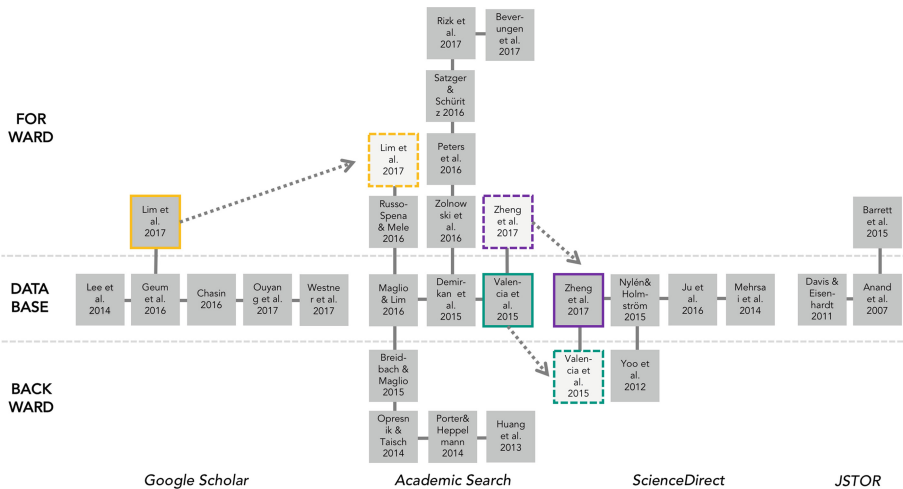 Rizk et
al.
2017
Bever-
ungen
et al.
2017
Satzger
&
Schürit
z 2016
FOR
WARD
Lim et
al.
2017
Peters
et al.
2016
Lim et
al.
2017
Russo-
Spena
& Mele
2016
Zolnow
ski et
al.
2016
Zheng
et al.
2017
Barrett
et al.
2015
DATA
BASE
Lee et
al.
2014
Geum
et al.
2016
Chasin
2016
Ouyan
g et al.
2017
Westne
r et al.
2017
Maglio
& Lim
2016
Demir-
kan et
al.
2015
Valen-
cia et
al.
2015
Zheng
et al.
2017
Nylén&
Holm-
ström
2015
Ju et
al.
2016
Mehrsa
i et al.
2014
Davis &
Eisen-
hardt
2011
Anand
et al.
2007
BACK
WARD
Breid-
bach &
Maglio
2015
Valen-
cia et
al.
2015
Yoo et
al.
2012
Opresn
ik &
Taisch
2014
Porter&
Heppel
mann
2014
Huang
et al.
2013
Google Scholar
Academic Search
ScienceDirect
JSTOR